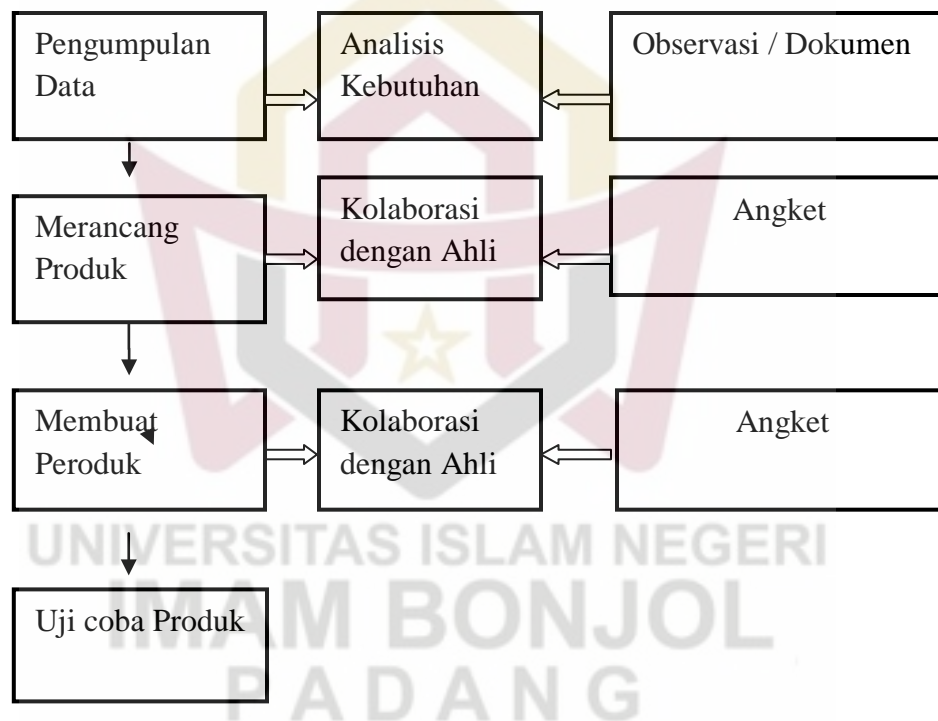 Pengumpulan
Data
Analisis
Kebutuhan
Observasi / Dokumen
Merancang
Produk
Kolaborasi
dengan Ahli
Angket
Membuat
Peroduk
Kolaborasi
dengan Ahli
Angket
UNIVERSITAS ISLAM NEGERI
Uji coba Produk
IMAM BONJOL
PADANG